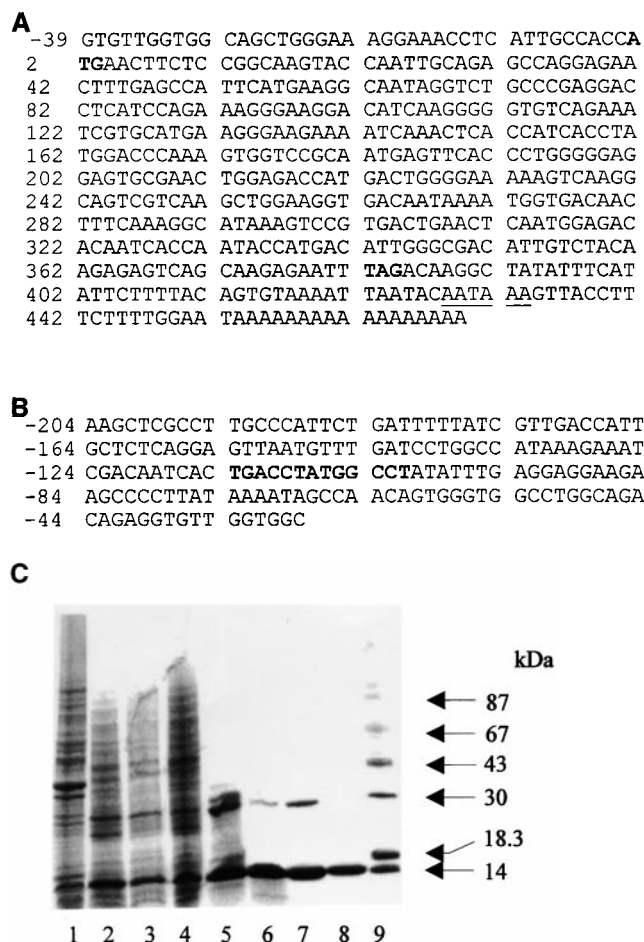 A
-39 GTGTTGGTGG CAGCTGGGAA AGGAAACCTC ATTGCCACCA
2 TGAACTTCTC CGGCAAGTAC CAATTGCAGA GCCAGGAGAA
42 CTTTGAGCCA TTCATGAAGG CAATAGGTCT GCCCGAGGAC
82 CTCATCCAGA AAGGGAAGGA CATCAAGGGG GTGTCAGAAA
122 TCGTGCATGA AGGGAAGAAA ATCAAACTCA CCATCACCTA
162 TGGACCCAAA GTGGTCCGCA ATGAGTTCAC CCTGGGGGAG
202 GAGTGCGAAC TGGAGACCAT GACTGGGGAA AAAGTCAAGG
242 CAGTCGTCAA GCTGGAAGGT GACAATAAAA TGGTGACAAC
282 TTTCAAAGGC ATAAAGTCCG TGACTGAACT CAATGGAGAC
322 ACAATCACCA ATACCATGAC ATTGGGCGAC ATTGTCTACA
362 AGAGAGTCAG CAAGAGAATT TAGACAAGGC TATATTTCAT
402 ATTCTTTTAC AGTGTAAAAT TAATACAATA AAGTTACCTT
442 TCTTTTGGAA TAAAAAAAAA AAAAAAAAA
B
-204 AAGCTCGCCT TGCCCATTCT GATTTTTATC GTTGACCATT
-164 GCTCTCAGGA GTTAATGTTT GATCCTGGCC ATAAAGAAAT
-124 CGACAATCAC TGACCTATGG CCTATATTTG AGGAGGAAGA
-84 AGCCCCTTAT AAAATAGCCA ACAGTGGGTG GCCTGGCAGA
-44 CAGAGGTGTT GGTGGC
C
kDa
87
67
43
30
18.3
14
1 2 3 4 5 6 7 8 9